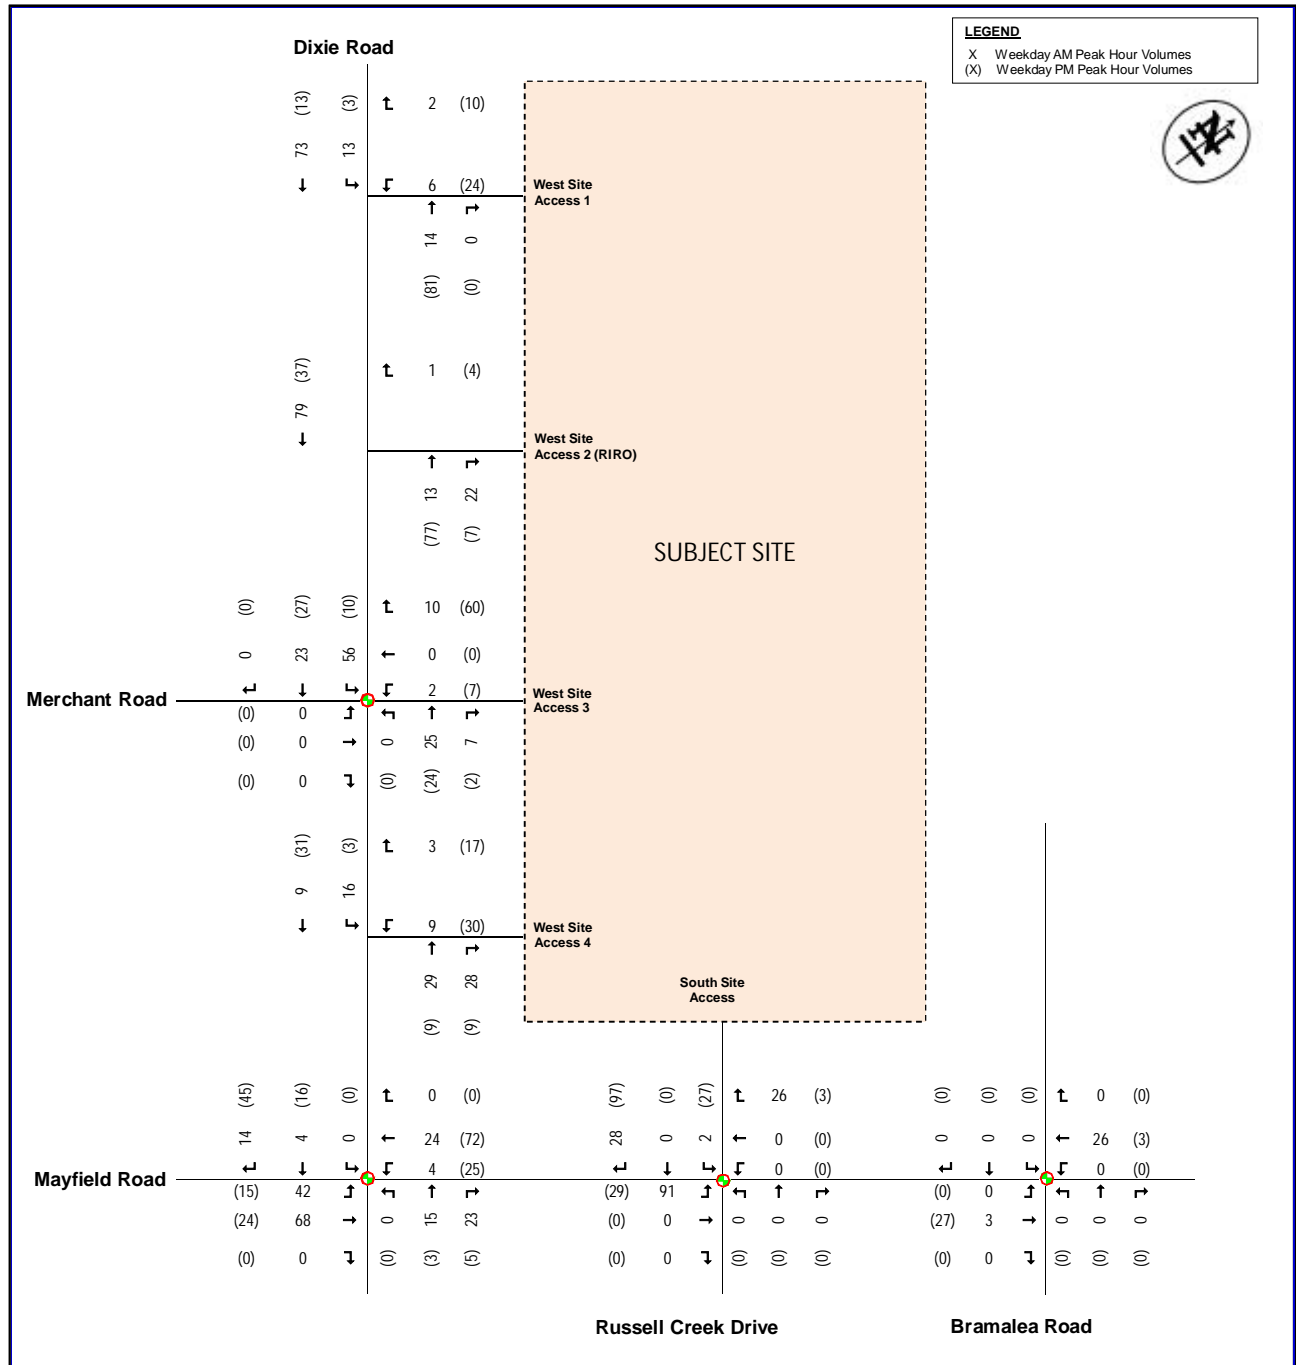 Dixie Road
LEGEND
X Weekday AM Peak Hour Volumes
(X) Weekday PM Peak Hour Volumes
N
(13) (3) 2 (10)
73 13
6 (24)
West Site
Access 1
14 0
(81) (0)
(37) 1 (4)
79
West Site
Access 2 (RIRO)
13 22
(77) (7)
SUBJECT SITE
(0) (27) (10) 10 (60)
0 23 56 0 (0)
2 (7)
West Site
Access 3
Merchant Road
(0) 0
(0) 0 0 25 7
(0) 0 (0) (24) (2)
(31) (3) 3 (17)
9 16
9 (30)
West Site
Access 4
29 28
(9) (9)
South Site
Access
(45) (16) (0) 0 (0) (97) (0) (27) 26 (3) (0) (0) (0) 0 (0)
14 4 0 24 (72) 28 0 2 0 (0) 0 0 0 26 (3)
4 (25) 0 (0) 0 (0)
Mayfield Road
(15) 42 (29) 91 (0) 0
(24) 68 0 15 23 (0) 0 0 0 0 (27) 3 0 0 0
(0) 0 (0) (3) (5) (0) 0 (0) (0) (0) (0) 0 (0) (0) (0)
Russell Creek Drive
Bramalea Road